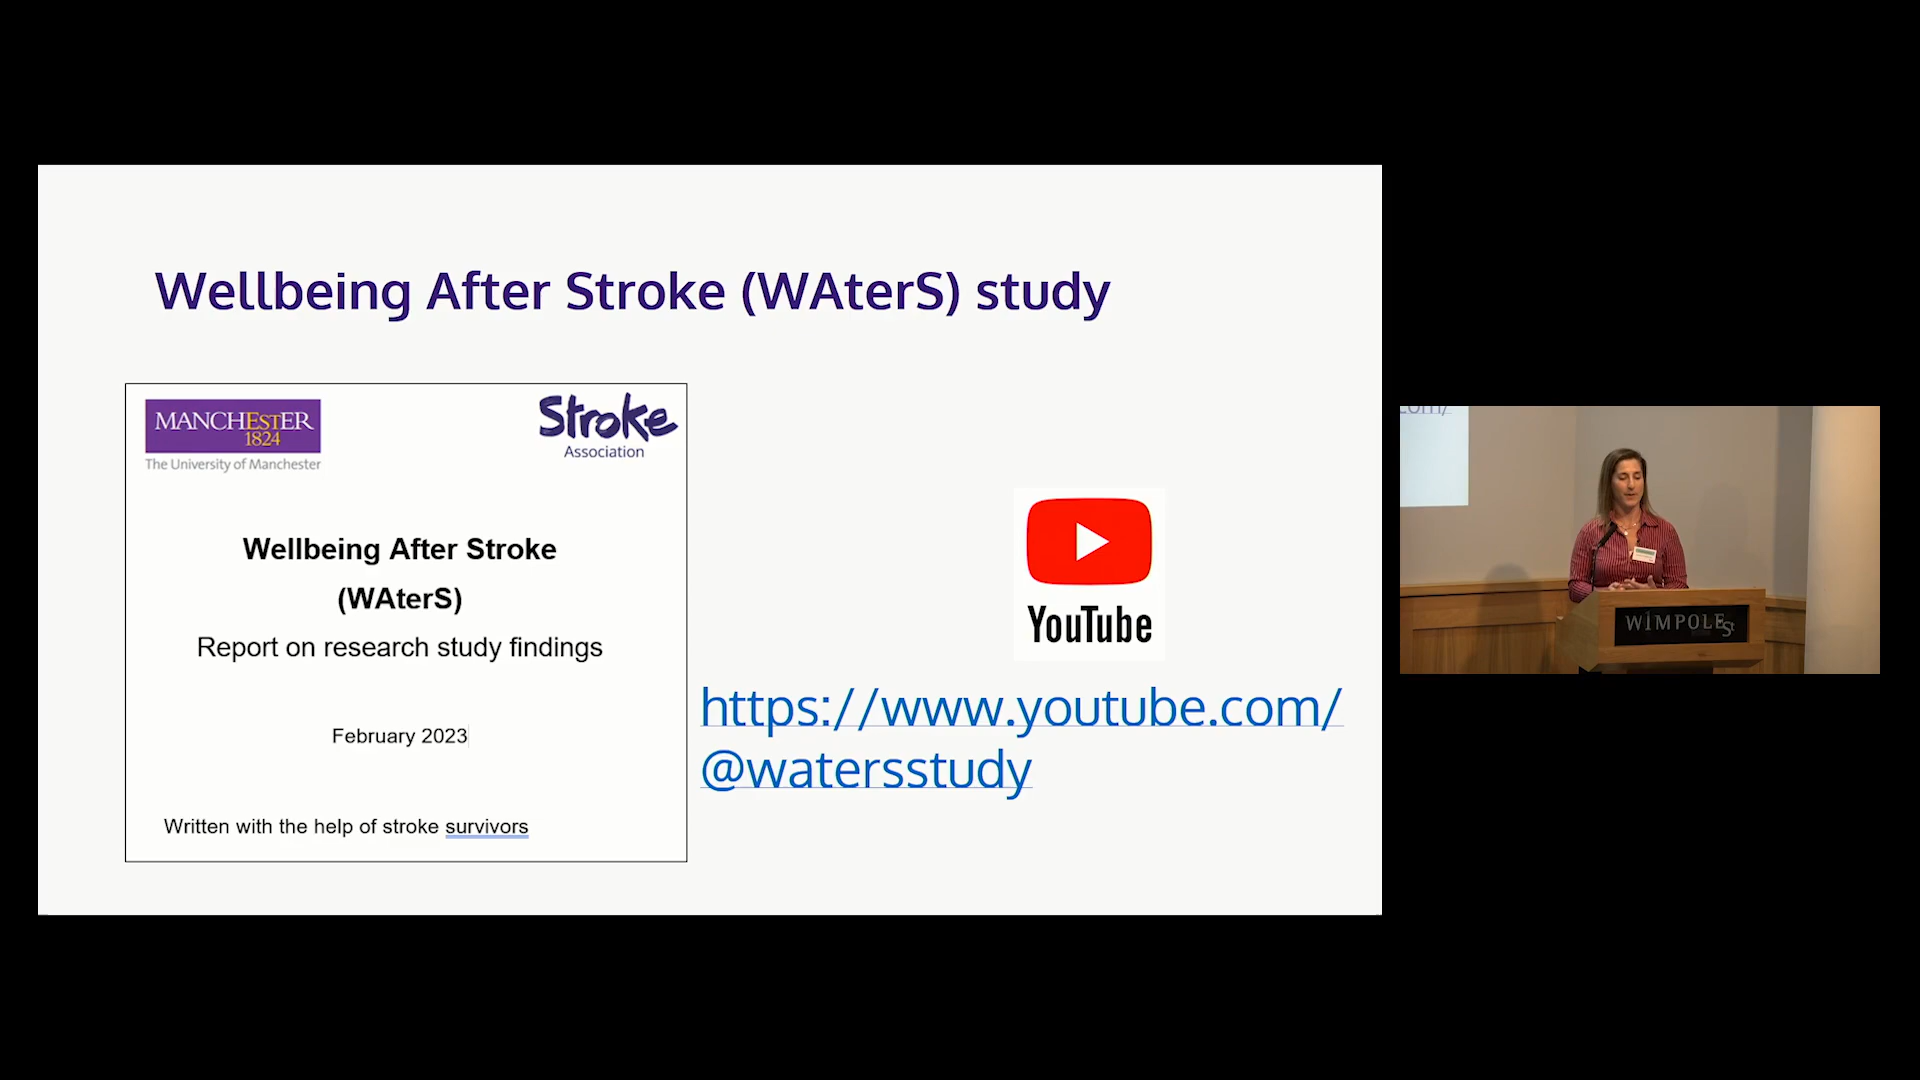 Wellbeing After Stroke (WAterS) study
MANCHESTER
1824
The University of Manchester
Stroke
Association
Wellbeing After Stroke
(WAterS)
Report on research study findings
February 2023
Written with the help of stroke survivors
YouTube
https://www.youtube.com/
@watersstudy
com/
WIMPOLE St